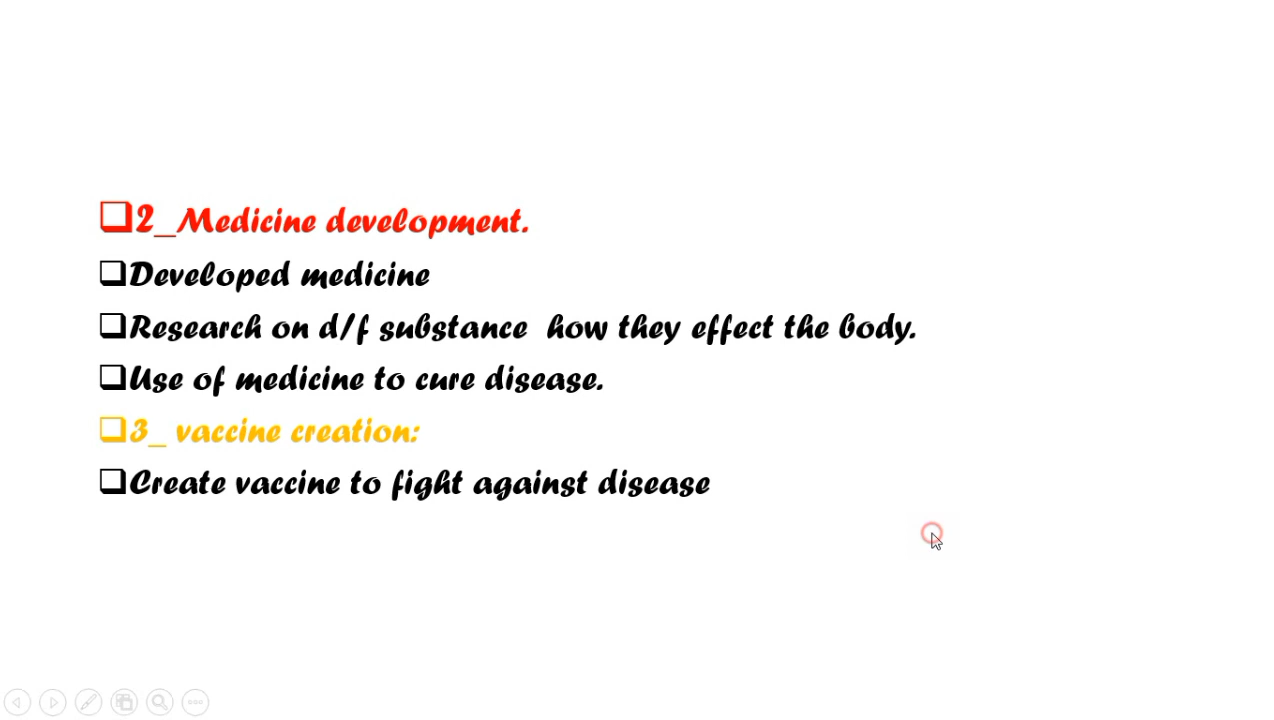 2_Medicine development.
Developed medicine
Research on d/f substance how they effect the body.
Use of medicine to cure disease.
3_ vaccine creation:
Create vaccine to fight against disease